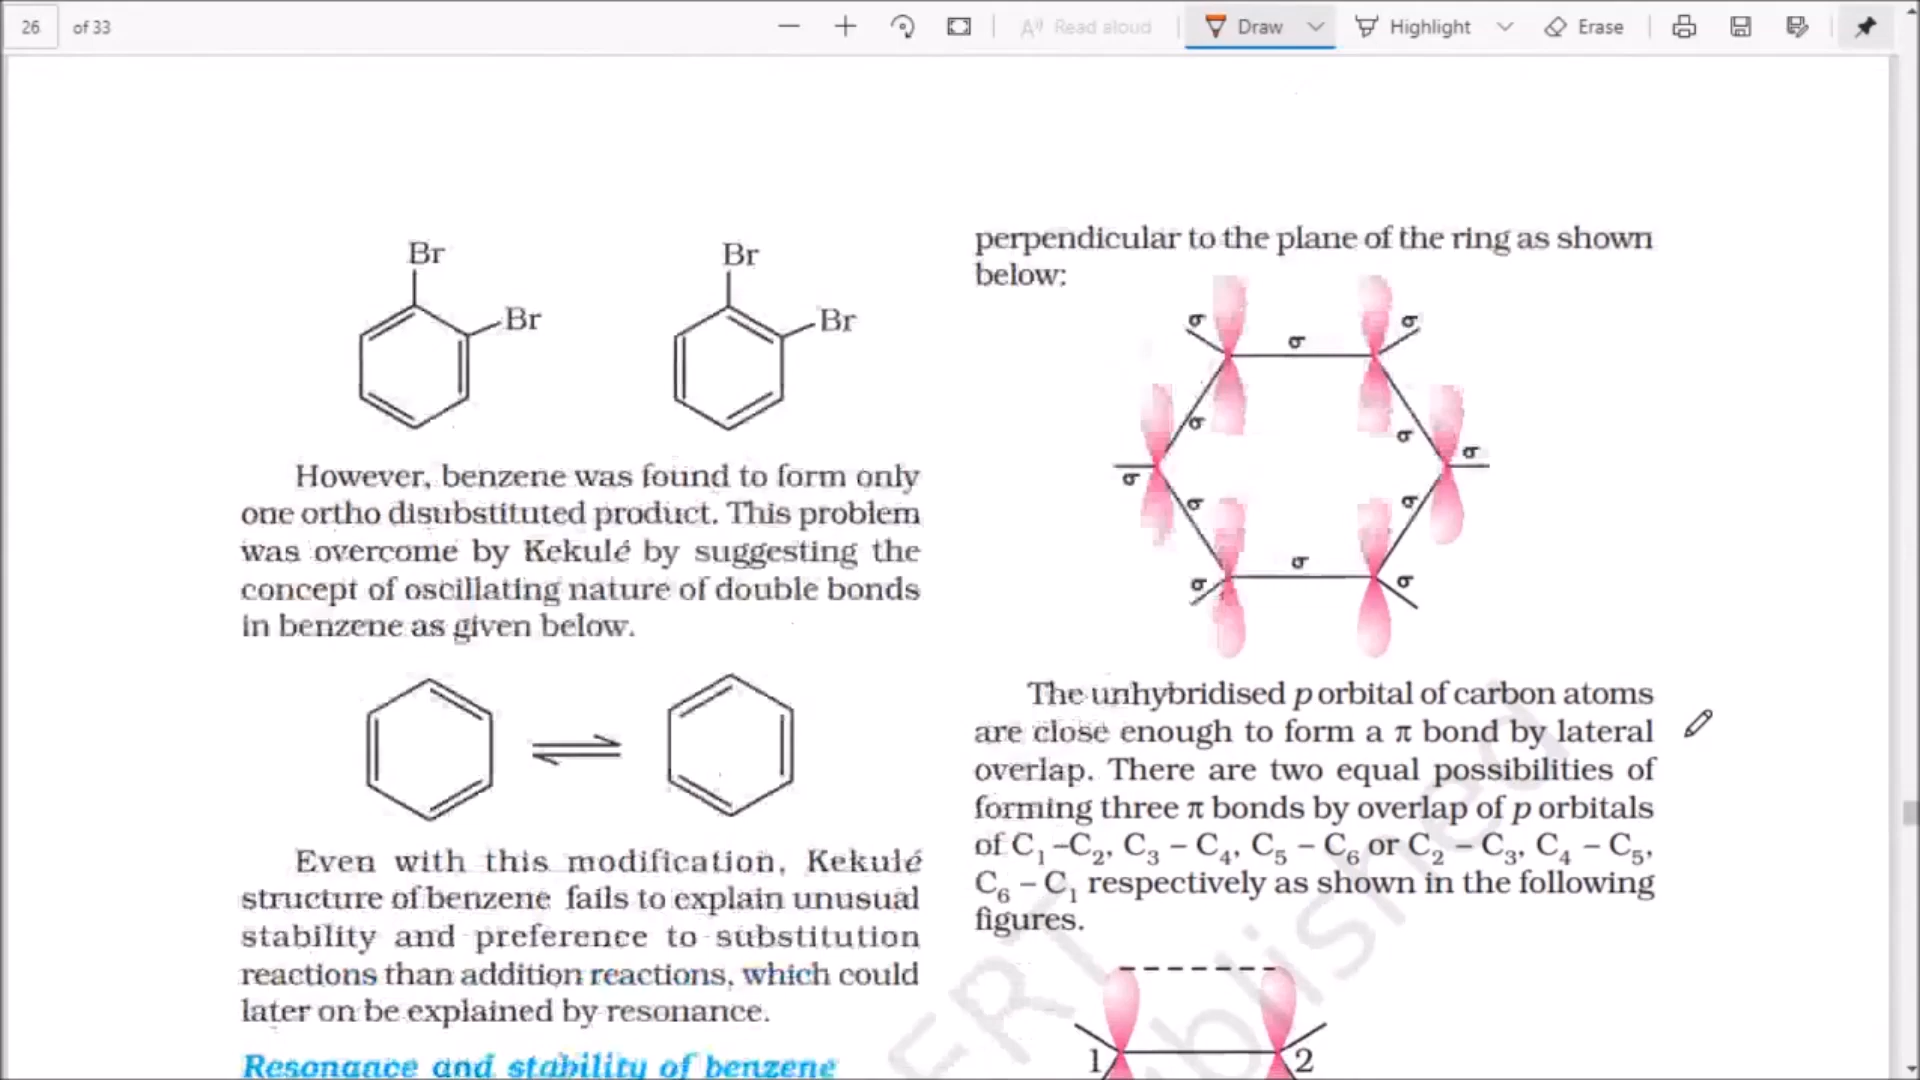 26 of 33
Read aloud
Draw
Highlight
Erase
Br
Br
Br
Br
However, benzene was found to form only
one ortho disubstituted product. This problem
was overcome by Kekulé by suggesting the
concept of oscillating nature of double bonds
in benzene as given below.
Even with this modification, Kekulé
structure of benzene fails to explain unusual
stability and preference to substitution
reactions than addition reactions, which could
later on be explained by resonance.
Resonance and stability of benzene
perpendicular to the plane of the ring as shown
below:
σ
σ
σ
σ
σ
σ
σ
σ
σ
σ
σ
σ
The unhybridised p orbital of carbon atoms
are close enough to form a π bond by lateral
overlap. There are two equal possibilities of
forming three π bonds by overlap of p orbitals
of C₁ –C₂, C₃ – C₄, C₅ – C₆ or C₂ – C₃, C₄ – C₅,
C₆ – C₁ respectively as shown in the following
figures.
1 2